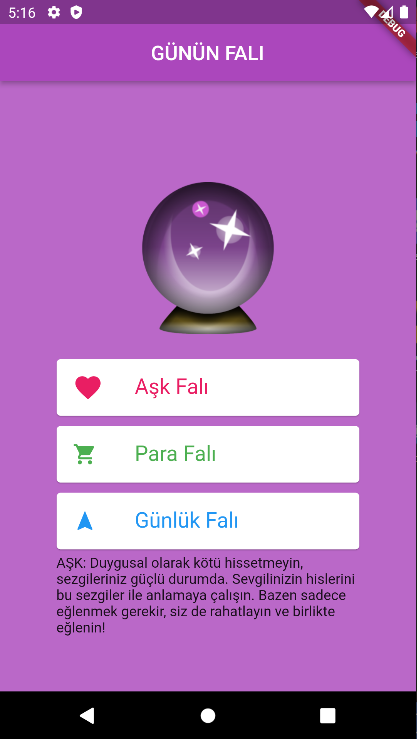 5:16
DEBUG
GÜNÜN FALI
Aşk Falı
Para Falı
Günlük Falı
AŞK: Duygusal olarak kötü hissetmeyin,
sezgileriniz güçlü durumda. Sevgilinizin hislerini
bu sezgiler ile anlamaya çalışın. Bazen sadece
eğlenmek gerekir, siz de rahatlayın ve birlikte
eğlenin!